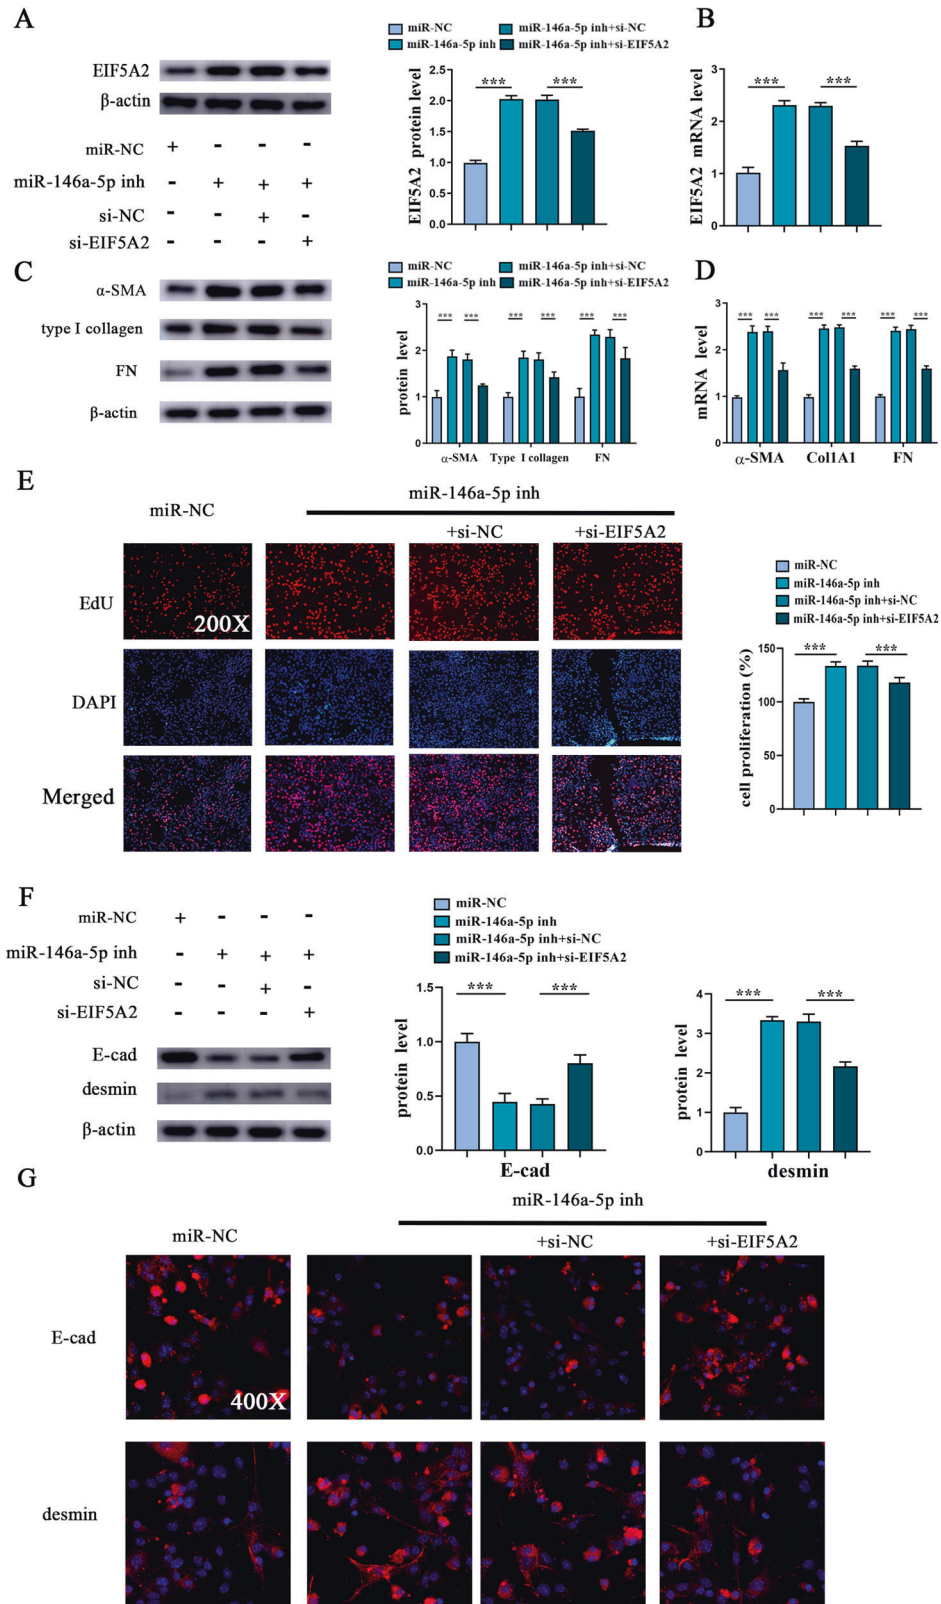 A
EIF5A2
β-actin
miR-NC + - - -
miR-146a-5p inh - + + +
si-NC - - + -
si-EIF5A2 - - - +
miR-NC
miR-146a-5p inh
miR-146a-5p inh+si-NC
miR-146a-5p inh+si-EIF5A2
EIF5A2 protein level
2.5
2.0
1.5
1.0
0.5
0.0
*** ***
B
EIF5A2 mRNA level
3
2
1
0
*** ***
C
α-SMA
type I collagen
FN
β-actin
miR-NC
miR-146a-5p inh
miR-146a-5p inh+si-NC
miR-146a-5p inh+si-EIF5A2
protein level
3
2
1
0
*** *** *** *** *** ***
α-SMA Type I collagen FN
D
mRNA level
3
2
1
0
*** *** *** *** *** ***
α-SMA Col1A1 FN
E
miR-146a-5p inh
miR-NC
+si-NC +si-EIF5A2
EdU
200X
DAPI
Merged
miR-NC
miR-146a-5p inh
miR-146a-5p inh+si-NC
miR-146a-5p inh+si-EIF5A2
cell proliferation (%)
150
100
50
0
*** ***
F
miR-NC + - - -
miR-146a-5p inh - + + +
si-NC - - + -
si-EIF5A2 - - - +
E-cad
desmin
β-actin
miR-NC
miR-146a-5p inh
miR-146a-5p inh+si-NC
miR-146a-5p inh+si-EIF5A2
protein level
1.5
1.0
0.5
0.0
*** ***
E-cad
protein level
4
3
2
1
0
*** ***
desmin
G
miR-146a-5p inh
miR-NC
+si-NC +si-EIF5A2
E-cad
400X
desmin